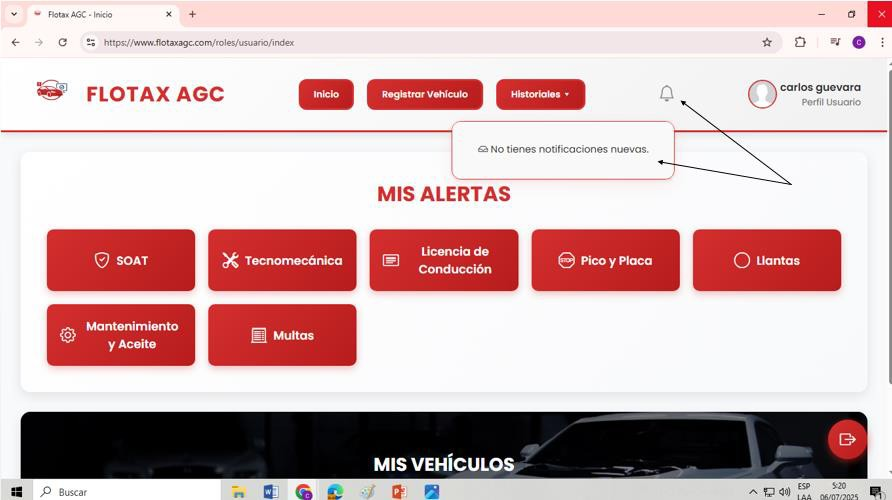 Flotax AGC - Inicio
https://www.flotaxagc.com/roles/usuario/index
C
FLOTAX AGC
Inicio
Registrar Vehículo
Historiales
carlos guevara
Perfil Usuario
No tienes notificaciones nuevas.
MIS ALERTAS
SOAT
Tecnomecánica
Licencia de
Conducción
STOP
Pico y Placa
Llantas
Mantenimiento
y Aceite
Multas
MIS VEHÍCULOS
Buscar
ESP
LAA
5:20
06/07/2025